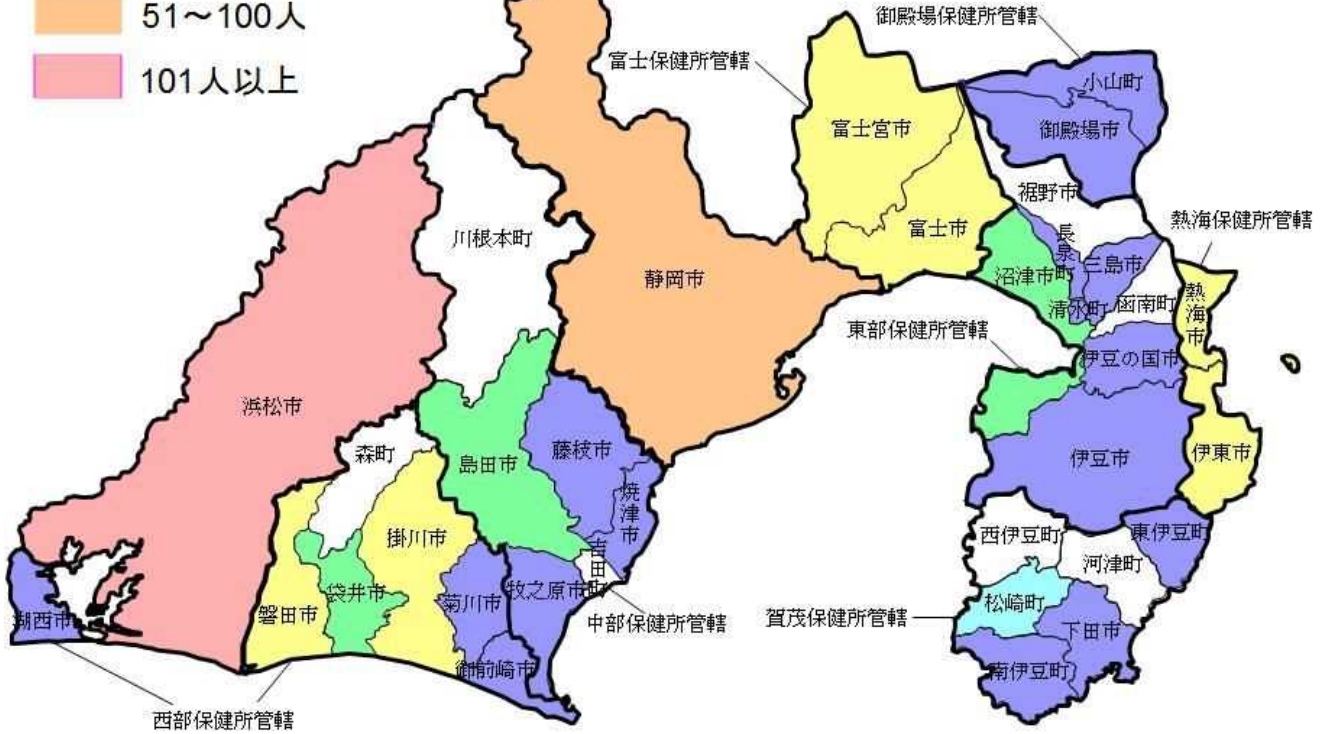 51～100人
101人以上
御殿場保健所管轄
富士保健所管轄
小山町
御殿場市
富士宮市
裾野市
熱海保健所管轄
富士市
川根本町
長泉町
三島市
沼津市
静岡市
函南町
熱海市
清水町
東部保健所管轄
伊豆の国市
浜松市
森町
島田市
藤枝市
伊豆市
伊東市
焼津市
掛川市
西伊豆町
東伊豆町
吉田町
河津町
袋井市
牧之原市
菊川市
松崎町
磐田市
湖西市
中部保健所管轄
賀茂保健所管轄
下田市
御前崎市
南伊豆町
西部保健所管轄